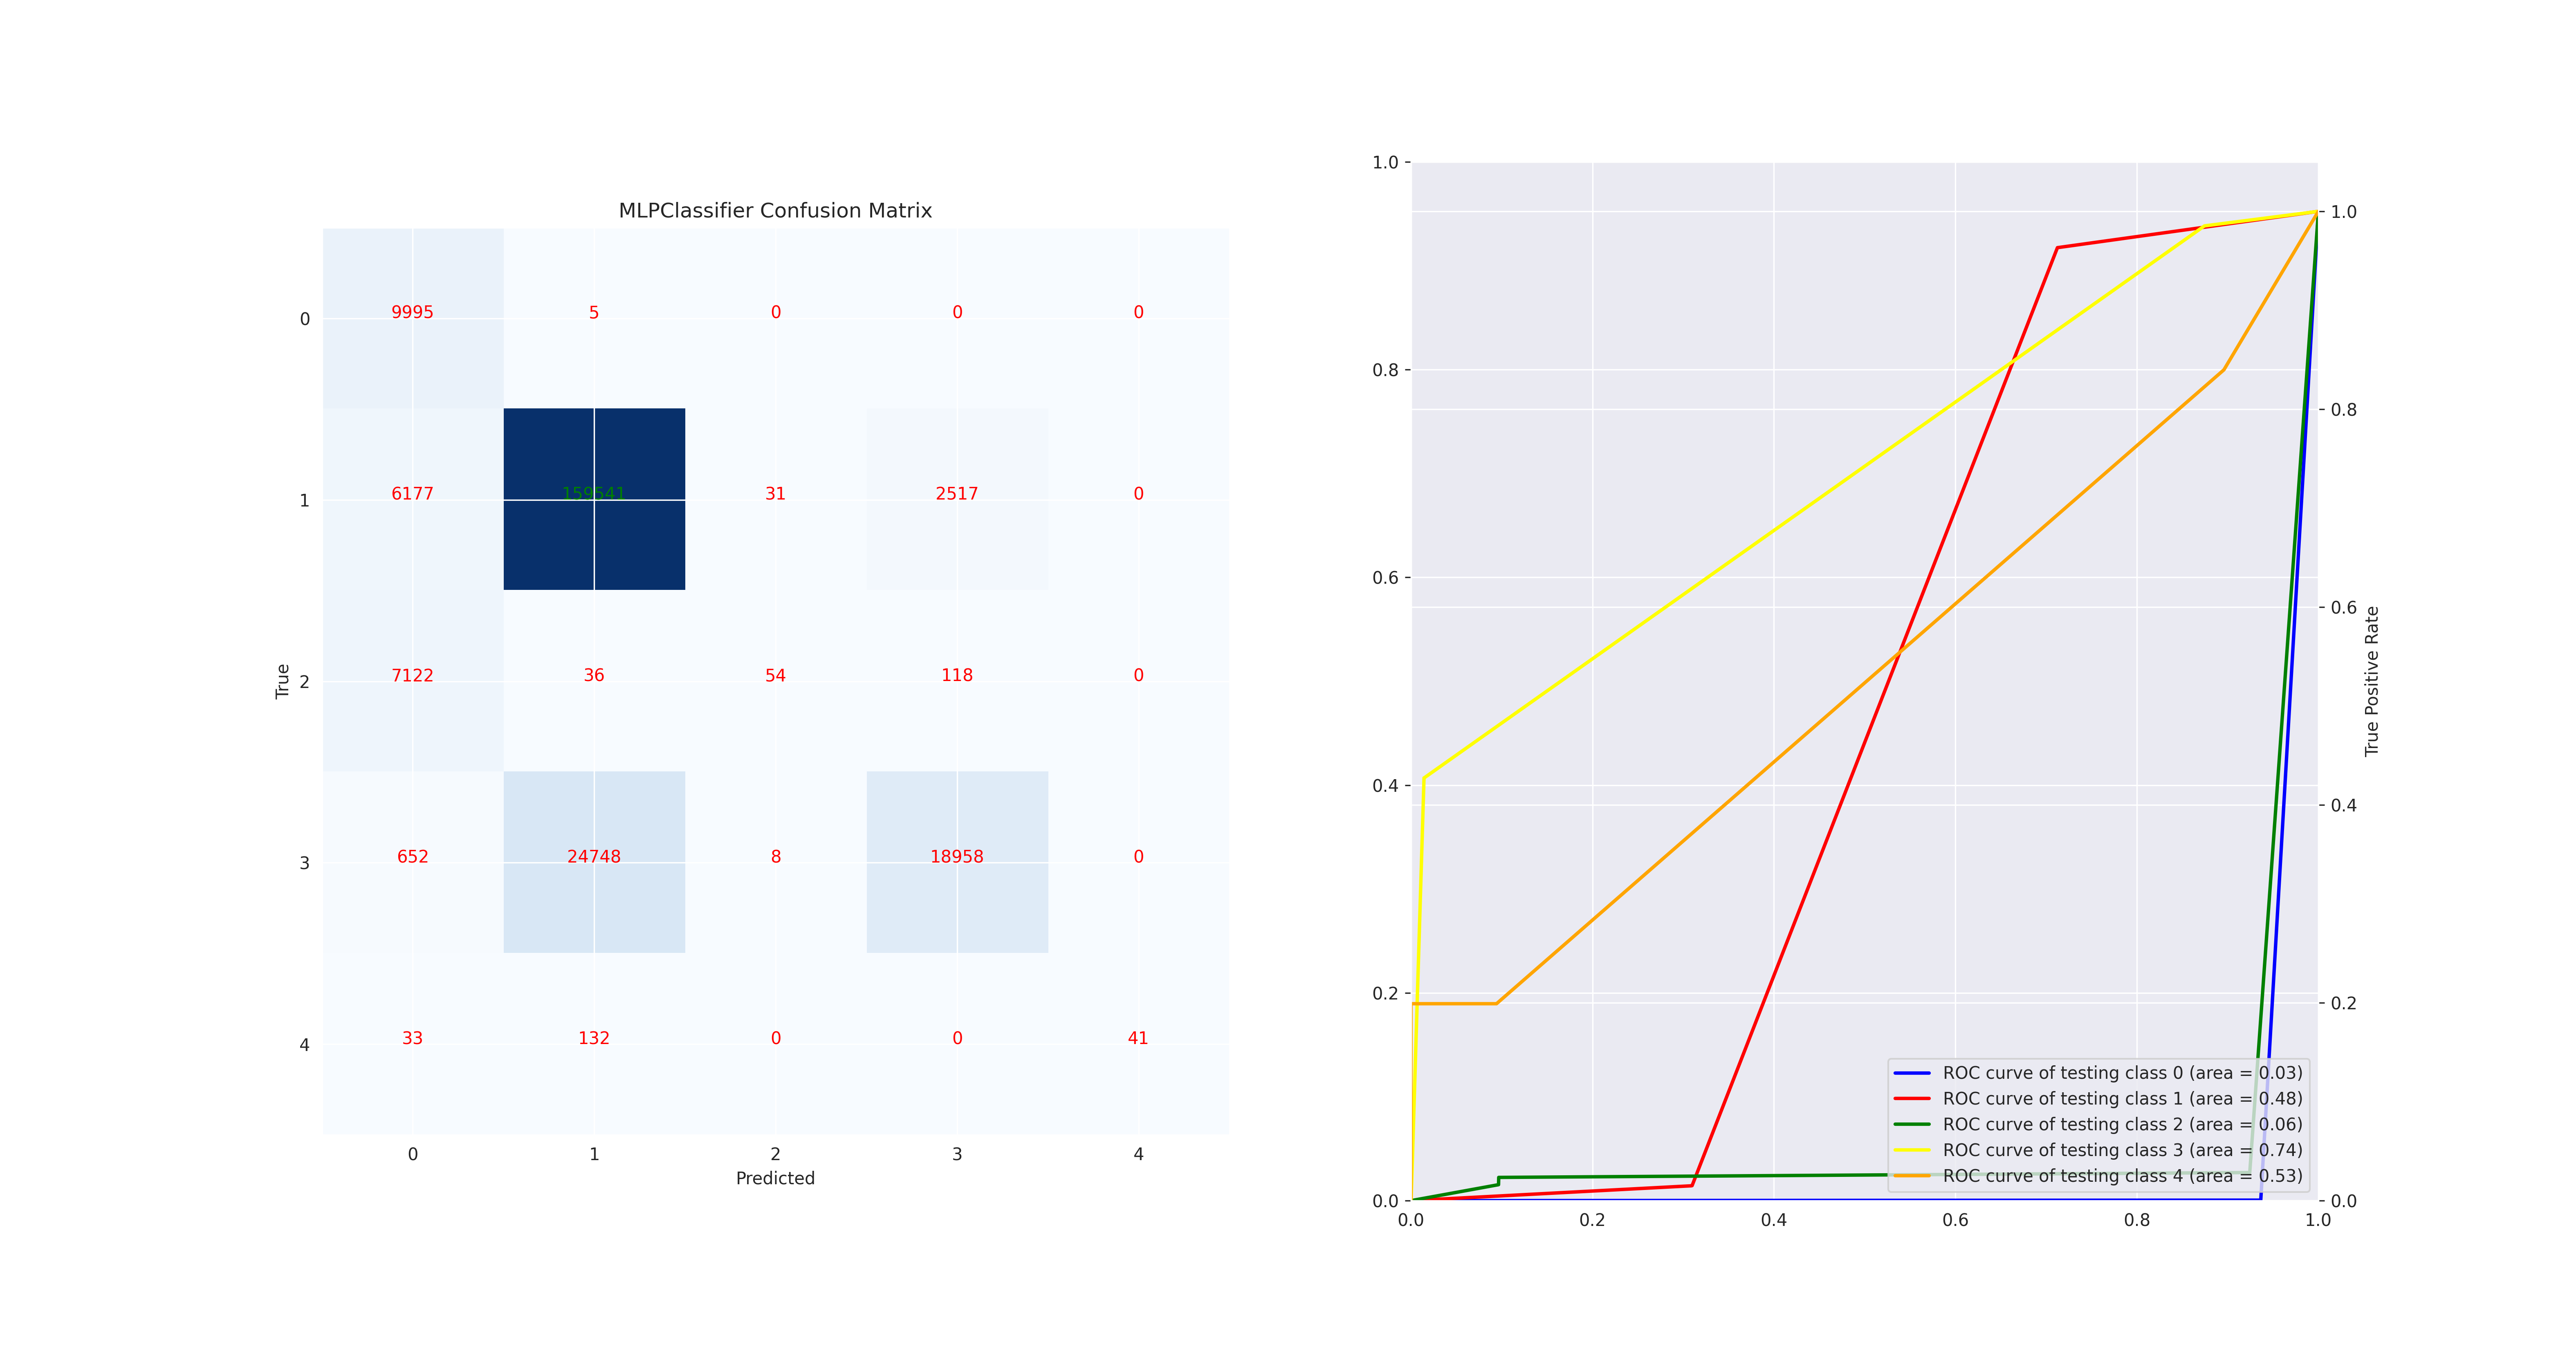 MLPClassifier Confusion Matrix
0 9995 5 0 0 0
1 6177 159541 31 2517 0
2 7122 36 54 118 0
3 652 24748 8 18958 0
4 33 132 0 0 41
0 1 2 3 4
Predicted
True
1.0
0.8
0.6
0.4
0.2
0.0
0.0 0.2 0.4 0.6 0.8 1.0
1.0
0.8
0.6
0.4
0.2
0.0
True Positive Rate
ROC curve of testing class 0 (area = 0.03)
ROC curve of testing class 1 (area = 0.48)
ROC curve of testing class 2 (area = 0.06)
ROC curve of testing class 3 (area = 0.74)
ROC curve of testing class 4 (area = 0.53)